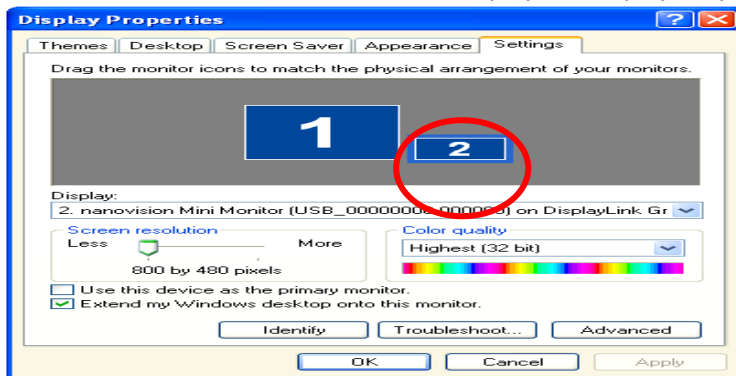 Display Properties
Themes Desktop Screen Saver Appearance Settings
Drag the monitor icons to match the physical arrangement of your monitors.
1
2
Display:
2. nanovision Mini Monitor (USB_00000000.000000) on DisplayLink Gr
Screen resolution
Less More
800 by 480 pixels
Color quality
Highest (32 bit)
Use this device as the primary monitor.
Extend my Windows desktop onto this monitor.
Identify Troubleshoot... Advanced
OK Cancel Apply